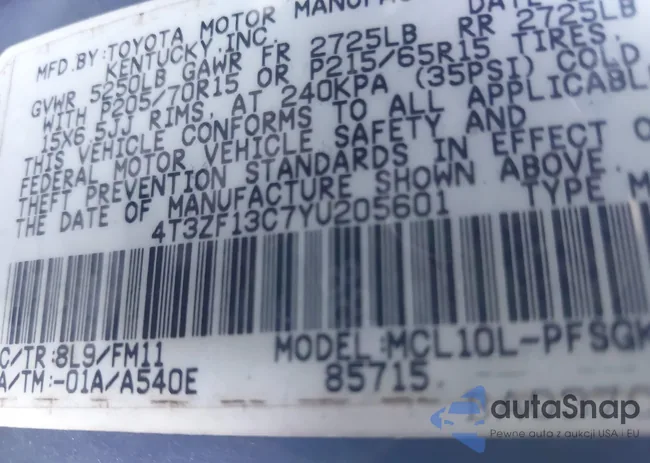 DATE
MFD.BY:TOYOTA MOTOR MANUFAC
KENTUCKY,INC.
GVWR 5250LB GAWR FR 2725LB RR 2725LB
WITH P205/70R15 OR P215/65R15 TIRES,
15X6.5JJ RIMS, AT 240KPA (35PSI) COLD
THIS VEHICLE CONFORMS TO ALL APPLICABL
FEDERAL MOTOR VEHICLE SAFETY AND
THEFT PREVENTION STANDARDS IN EFFECT O
THE DATE OF MANUFACTURE SHOWN ABOVE.
4T3ZF13C7YU205601 TYPE M
C/TR:8L9/FM11 MODEL:MCL10L-PFSGK
A/TM:-01A/A540E 85715
autaSnap
Pewne auta z aukcji USA i EU